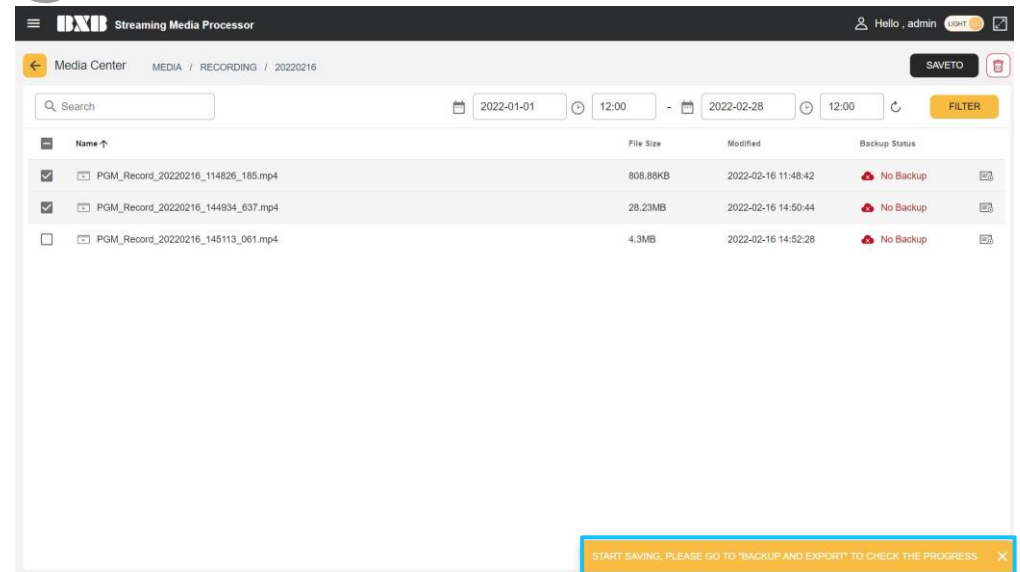 BXB Streaming Media Processor Hello , admin LIGHT
Media Center MEDIA / RECORDING / 20220216 SAVETO
Search 2022-01-01 12:00 - 2022-02-28 12:00 FILTER
Name File Size Modified Backup Status
PGM_Record_20220216_114826_185.mp4 808.88KB 2022-02-16 11:48:42 No Backup
PGM_Record_20220216_144934_637.mp4 28.23MB 2022-02-16 14:50:44 No Backup
PGM_Record_20220216_145113_061.mp4 4.3MB 2022-02-16 14:52:28 No Backup
START SAVING, PLEASE GO TO "BACKUP AND EXPORT" TO CHECK THE PROGRESS